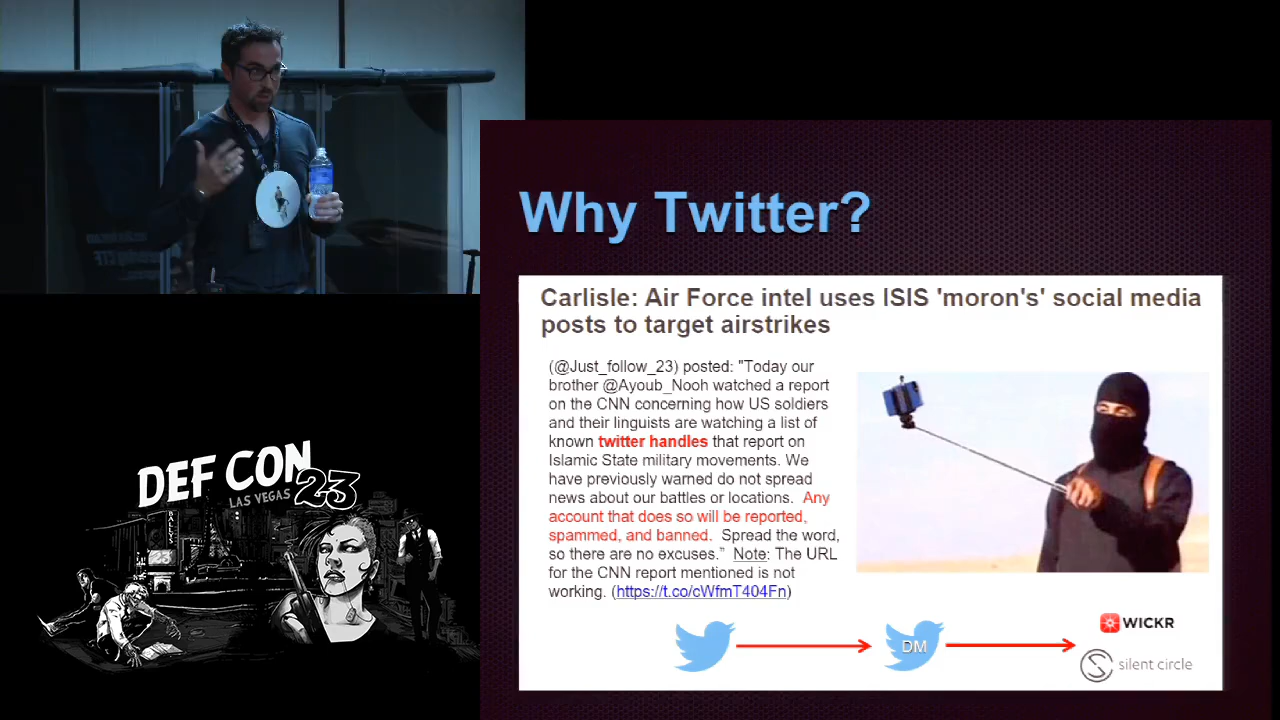 Why Twitter?
Carlisle: Air Force intel uses ISIS 'moron's' social media
posts to target airstrikes
(@Just_follow_23) posted: "Today our
brother @Ayoub_Nooh watched a report
on the CNN concerning how US soldiers
and their linguists are watching a list of
known twitter handles that report on
Islamic State military movements. We
have previously warned do not spread
news about our battles or locations. Any
account that does so will be reported,
spammed, and banned. Spread the word,
so there are no excuses." Note: The URL
for the CNN report mentioned is not
working. (https://t.co/cWfmT404Fn)
DM
WICKR
silent circle
DEF CON
LAS VEGAS 23
BALLYS